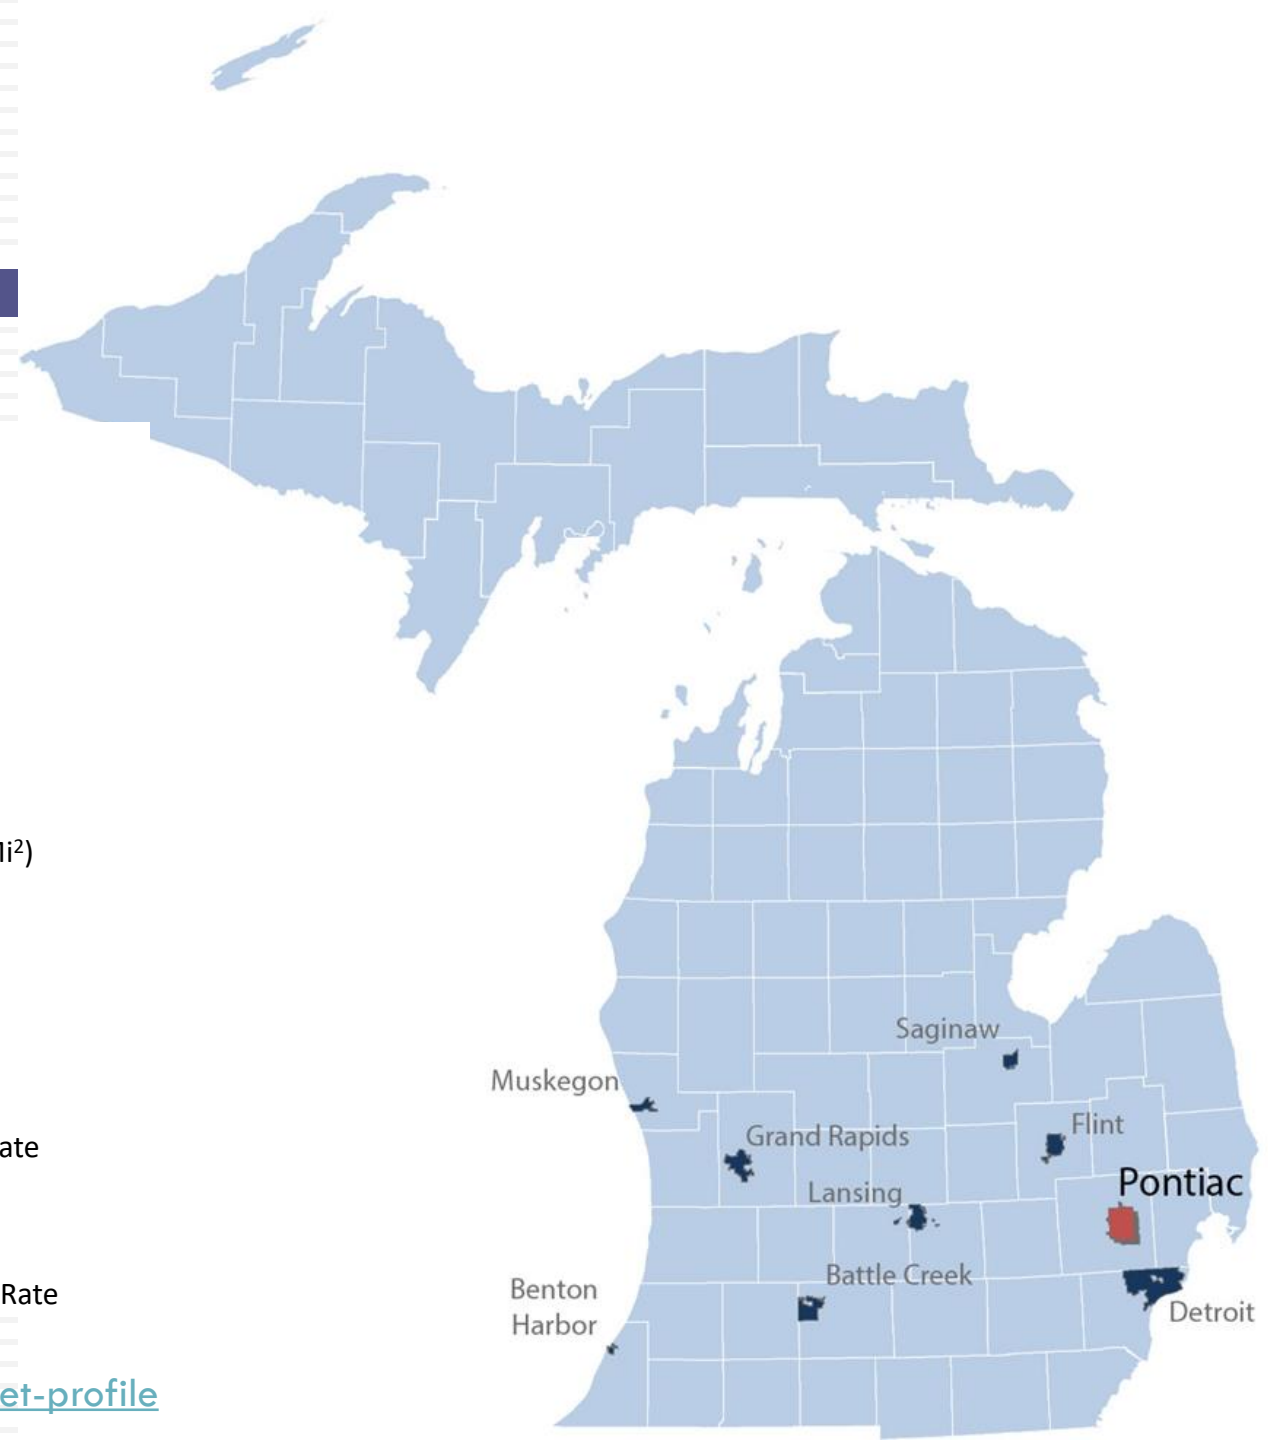 li²)
ate
Rate
et-profile
Saginaw
Muskegon
Flint
Grand Rapids
Pontiac
Lansing
Battle Creek
Benton
Harbor
Detroit